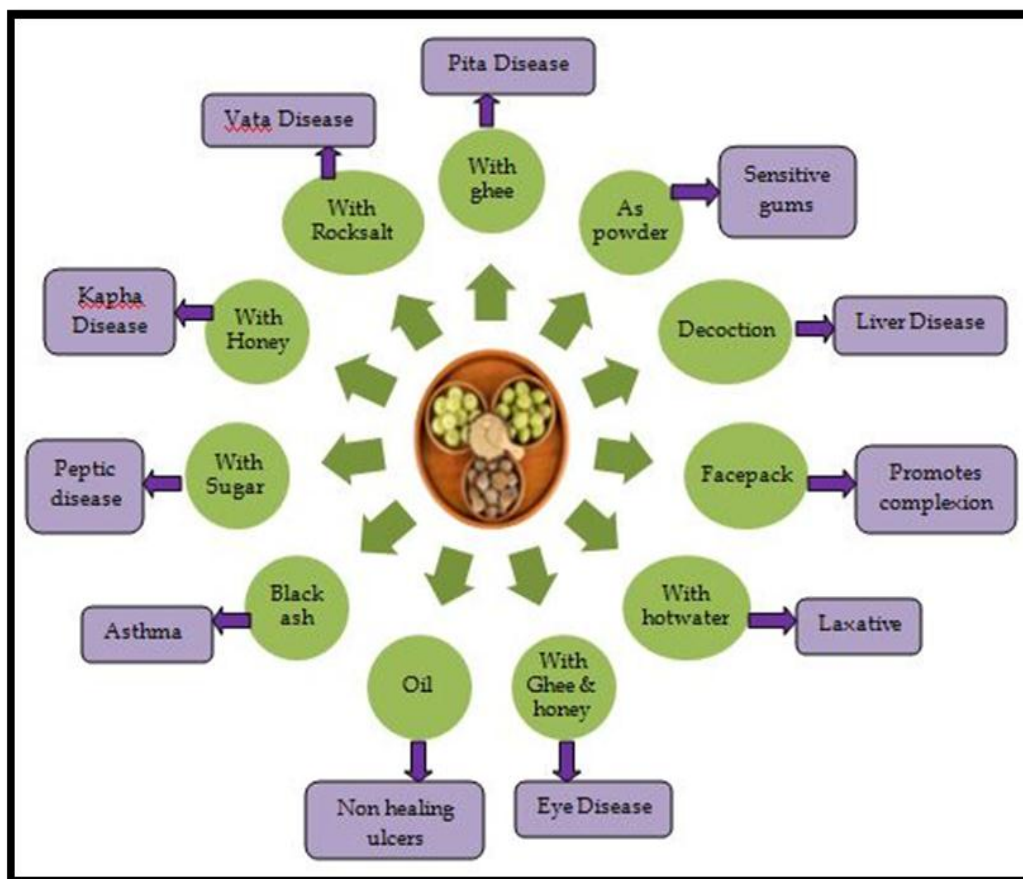 Pita Disease
With
ghee
As
powder
Sensitive
gums
Decoction
Liver Disease
Facepack
Promotes
complexion
With
hotwater
Laxative
With
Ghee &
honey
Eye Disease
Oil
Non healing
ulcers
Black
ash
Asthma
With
Sugar
Peptic
disease
With
Honey
Kapha
Disease
With
Rocksalt
Vata Disease